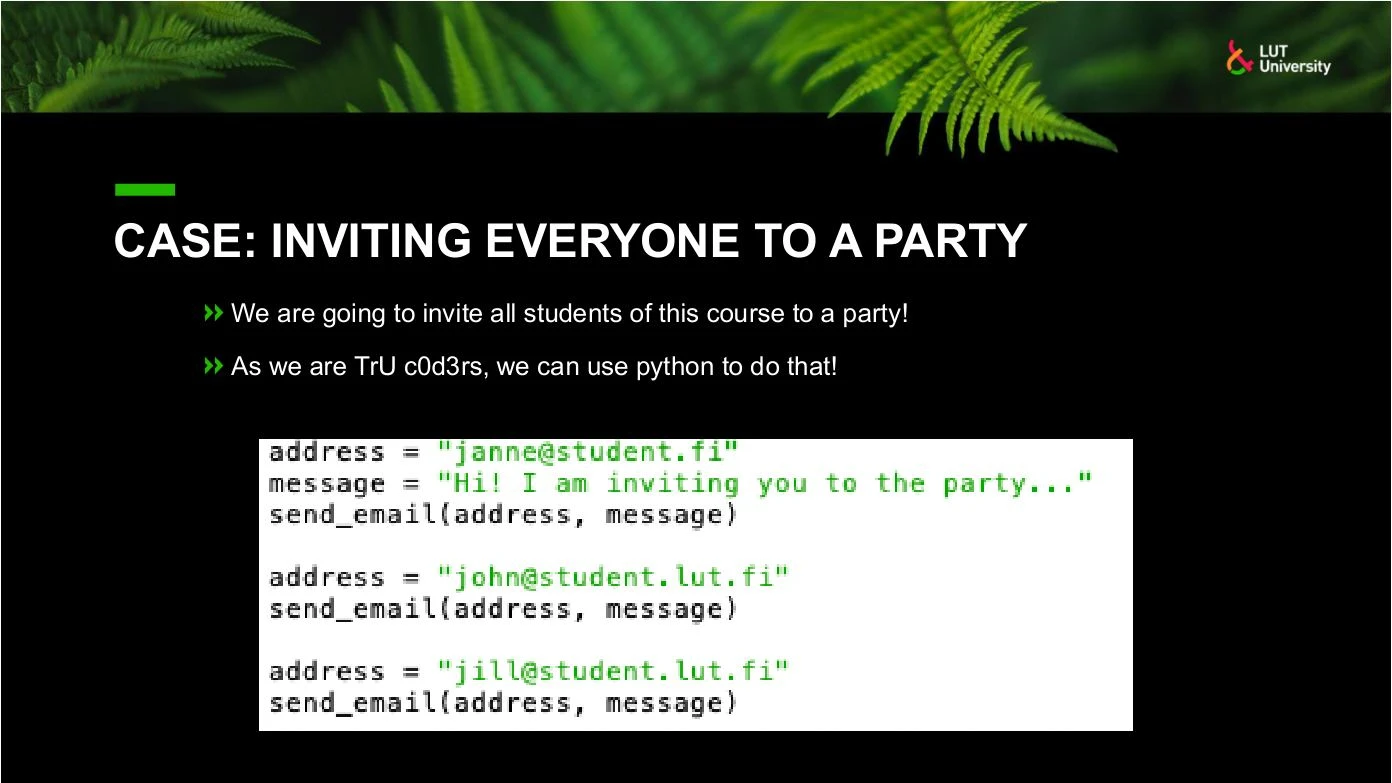 LUT
University
CASE: INVITING EVERYONE TO A PARTY
We are going to invite all students of this course to a party!
As we are TrU c0d3rs, we can use python to do that!
address = "janne@student.fi"
message = "Hi! I am inviting you to the party..."
send_email(address, message)
address = "john@student.lut.fi"
send_email(address, message)
address = "jill@student.lut.fi"
send_email(address, message)